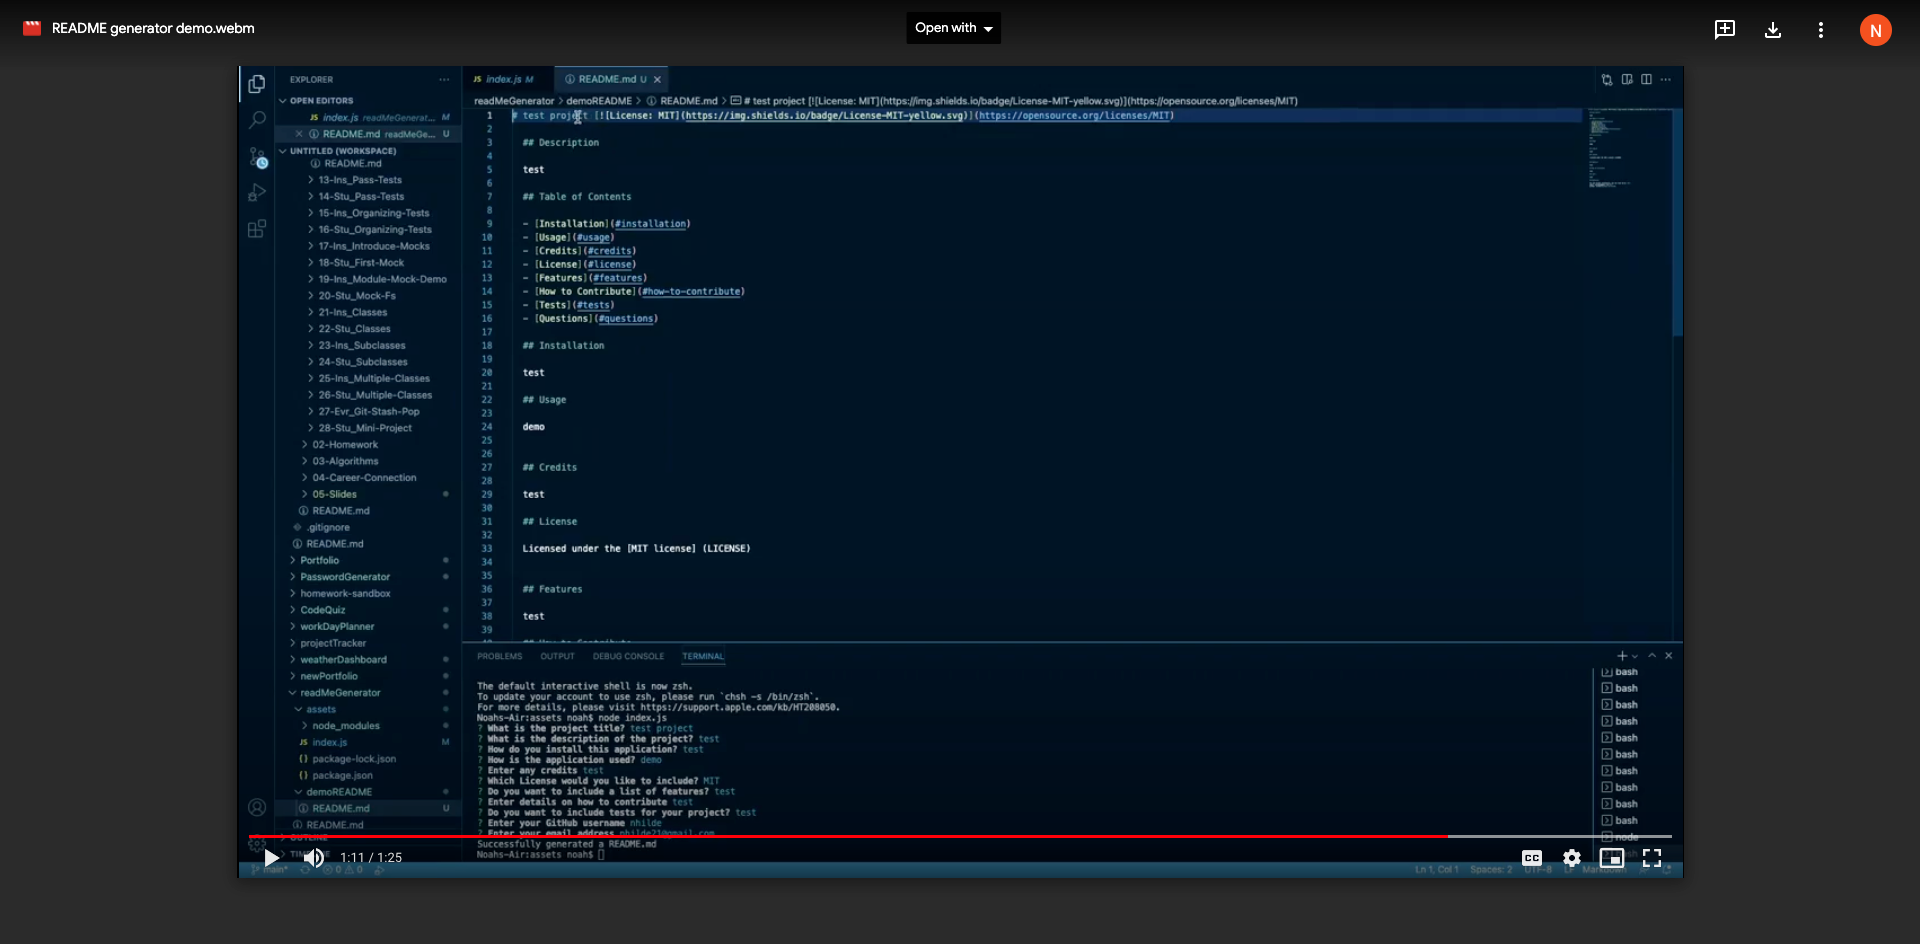 README generator demo.webm
Open with
N
EXPLORER
OPEN EDITORS
JS index.js readMeGenerat... M
README.md readMeGe... U
UNTITLED (WORKSPACE)
README.md
13-Ins_Pass-Tests
14-Stu_Pass-Tests
15-Ins_Organizing-Tests
16-Stu_Organizing-Tests
17-Ins_Introduce-Mocks
18-Stu_First-Mock
19-Ins_Module-Mock-Demo
20-Stu_Mock-Fs
21-Ins_Classes
22-Stu_Classes
23-Ins_Subclasses
24-Stu_Subclasses
25-Ins_Multiple-Classes
26-Stu_Multiple-Classes
27-Evr_Git-Stash-Pop
28-Stu_Mini-Project
02-Homework
03-Algorithms
04-Career-Connection
05-Slides
README.md
.gitignore
README.md
Portfolio
PasswordGenerator
homework-sandbox
CodeQuiz
workDayPlanner
projectTracker
weatherDashboard
newPortfolio
readMeGenerator
assets
node_modules
JS index.js M
{} package-lock.json
{} package.json
demoREADME
README.md U
README.md
OUTLINE
JS index.js M
README.md U
readMeGenerator > demoREADME > README.md > # test project [![License: MIT](https://img.shields.io/badge/License-MIT-yellow.svg)](https://opensource.org/licenses/MIT)
1 # test project [![License: MIT](https://img.shields.io/badge/License-MIT-yellow.svg)](https://opensource.org/licenses/MIT)
2
3 ## Description
4
5 test
6
7 ## Table of Contents
8
9 - [Installation](#installation)
10 - [Usage](#usage)
11 - [Credits](#credits)
12 - [License](#license)
13 - [Features](#features)
14 - [How to Contribute](#how-to-contribute)
15 - [Tests](#tests)
16 - [Questions](#questions)
17
18 ## Installation
19
20 test
21
22 ## Usage
23
24 demo
25
26
27 ## Credits
28
29 test
30
31 ## License
32
33 Licensed under the [MIT license] (LICENSE)
34
35
36 ## Features
37
38 test
39
40 ## How to Contribute
PROBLEMS OUTPUT DEBUG CONSOLE TERMINAL
The default interactive shell is now zsh.
To update your account to use zsh, please run `chsh -s /bin/zsh`.
For more details, please visit https://support.apple.com/kb/HT208050.
Noahs-Air:assets noah$ node index.js
? What is the project title? test project
? What is the description of the project? test
? How do you install this application? test
? How is the application used? demo
? Enter any credits test
? Which License would you like to include? MIT
? Do you want to include a list of features? test
? Enter details on how to contribute test
? Do you want to include tests for your project? test
? Enter your GitHub username nhilde
? Enter your email address nhilde21@gmail.com
Successfully generated a README.md
Noahs-Air:assets noah$
bash
bash
bash
bash
bash
bash
bash
bash
bash
bash
node
1:11 / 1:25
CC
main*
0 0
Ln 1, Col 1 Spaces: 2 UTF-8 LF Markdown